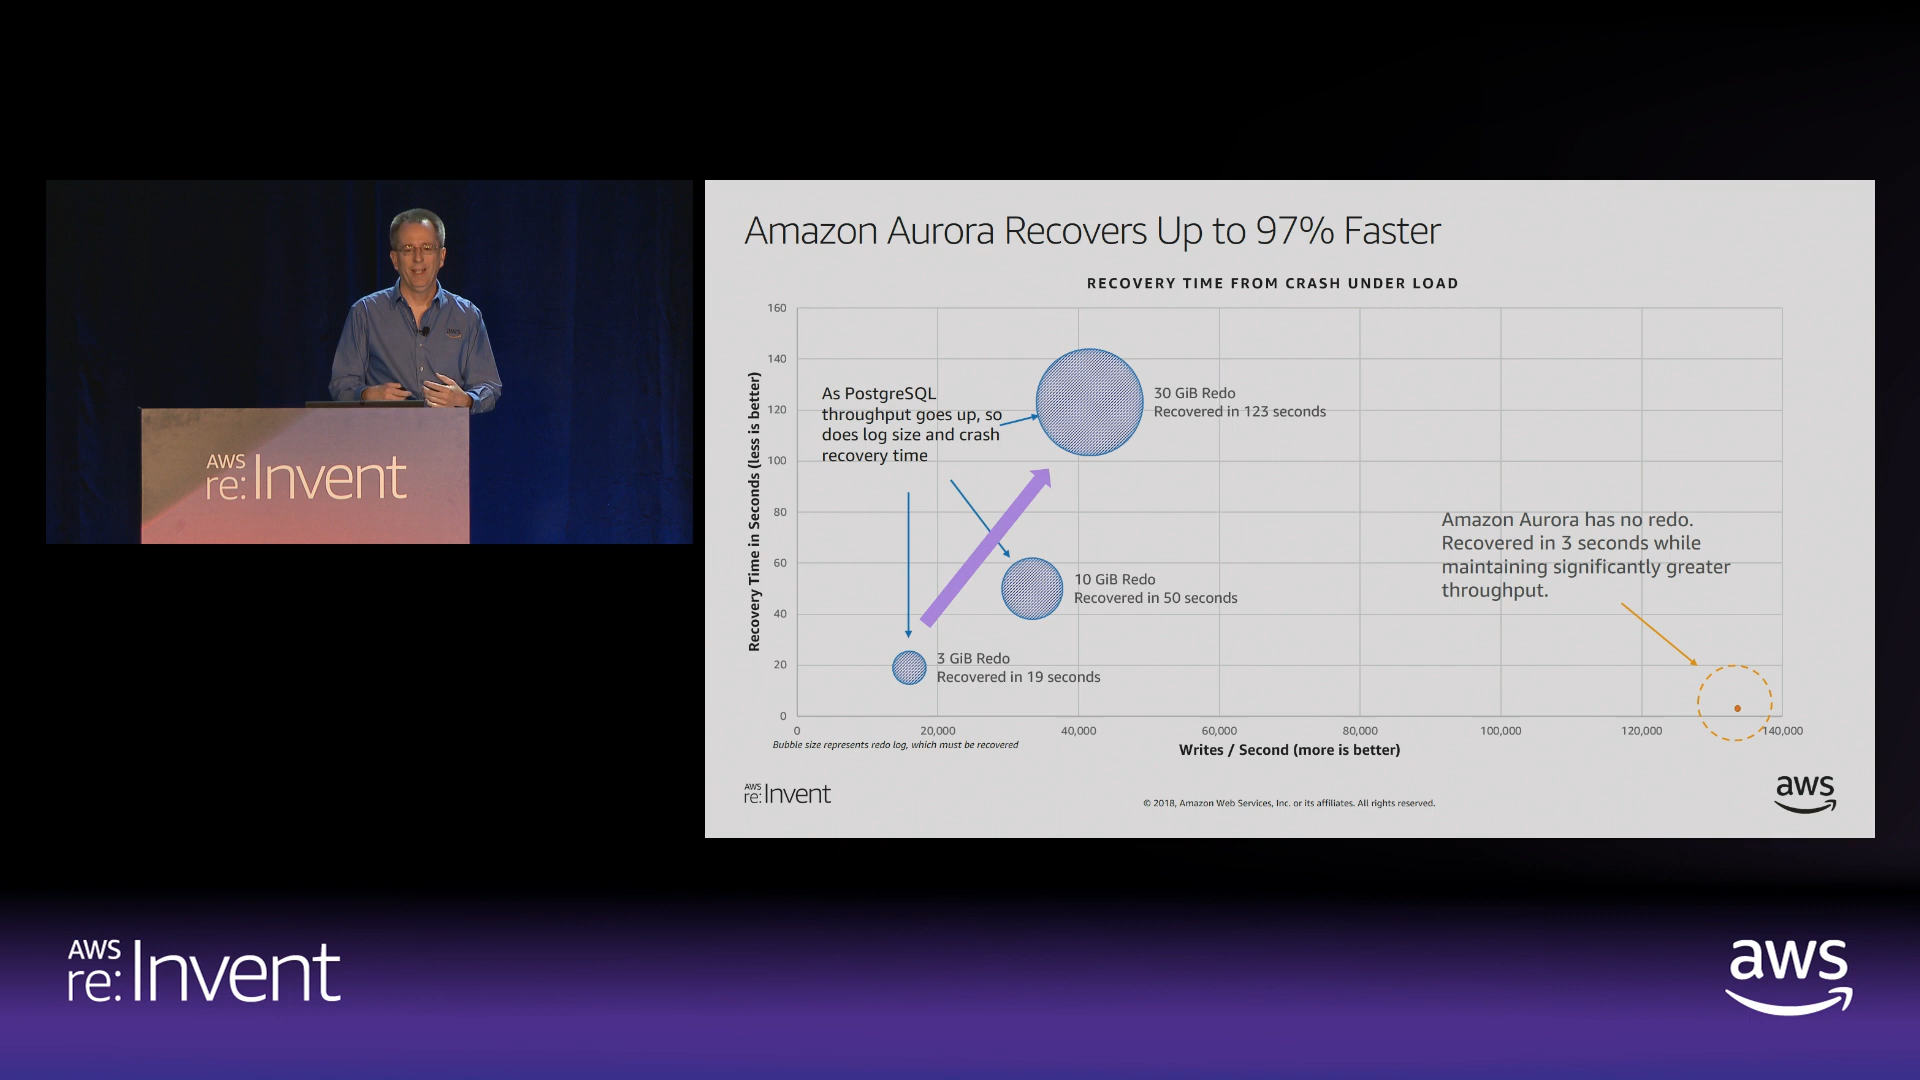 aws
AWS
re:Invent
Amazon Aurora Recovers Up to 97% Faster
RECOVERY TIME FROM CRASH UNDER LOAD
Recovery Time in Seconds (less is better)
160
140
120
100
80
60
40
20
0
As PostgreSQL
throughput goes up, so
does log size and crash
recovery time
30 GiB Redo
Recovered in 123 seconds
10 GiB Redo
Recovered in 50 seconds
3 GiB Redo
Recovered in 19 seconds
Amazon Aurora has no redo.
Recovered in 3 seconds while
maintaining significantly greater
throughput.
0 20,000 40,000 60,000 80,000 100,000 120,000 140,000
Bubble size represents redo log, which must be recovered
Writes / Second (more is better)
AWS
re:Invent
© 2018, Amazon Web Services, Inc. or its affiliates. All rights reserved.
aws
AWS
re:Invent
aws